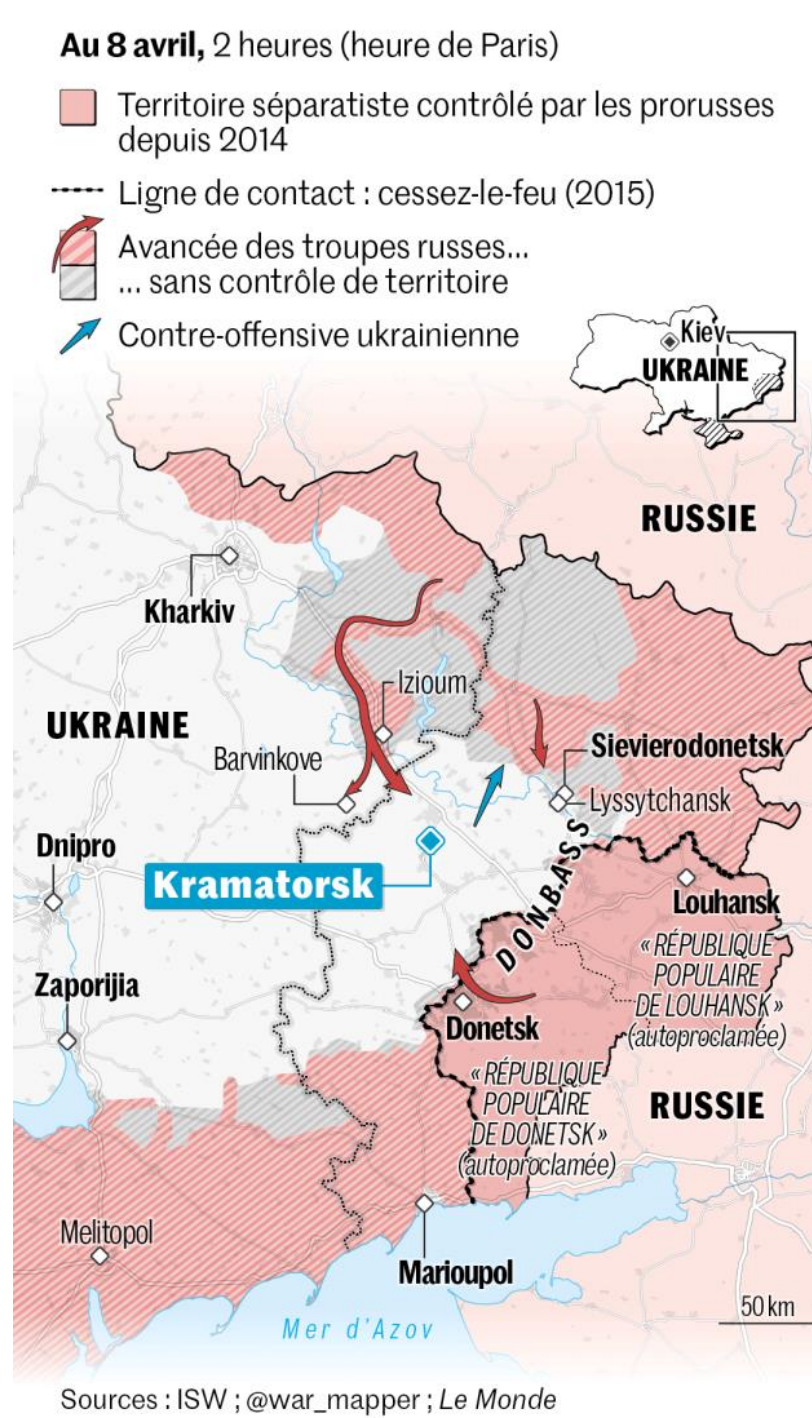 Au 8 avril, 2 heures (heure de Paris)
Territoire séparatiste contrôlé par les prorusses
depuis 2014
Ligne de contact : cessez-le-feu (2015)
Avancée des troupes russes...
... sans contrôle de territoire
Contre-offensive ukrainienne
Kiev
UKRAINE
RUSSIE
Kharkiv
Izioum
UKRAINE
Sievierodonetsk
Barvinkove
Lyssytchansk
Dnipro
Kramatorsk
DONBASS
Louhansk
« RÉPUBLIQUE
POPULAIRE
DE LOUHANSK »
(autoproclamée)
Zaporijia
Donetsk
« RÉPUBLIQUE
POPULAIRE
DE DONETSK »
(autoproclamée)
RUSSIE
Melitopol
Marioupol
Mer d'Azov
50 km
Sources : ISW ; @war_mapper ; Le Monde